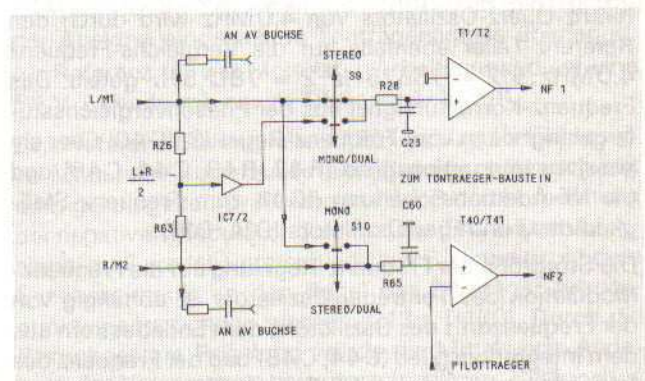 AN AV BUCHSE
STEREO
T1/T2
L/M1
S9
R28
NF 1
-
+
R26
C23
MONO/DUAL
L+R
2
IC7/2
ZUM TONTRAEGER-BAUSTEIN
MONO
C60
S10
T40/T41
R63
R/M2
R65
+
-
NF2
STEREO/DUAL
AN AV BUCHSE
PILOTTRAEGER